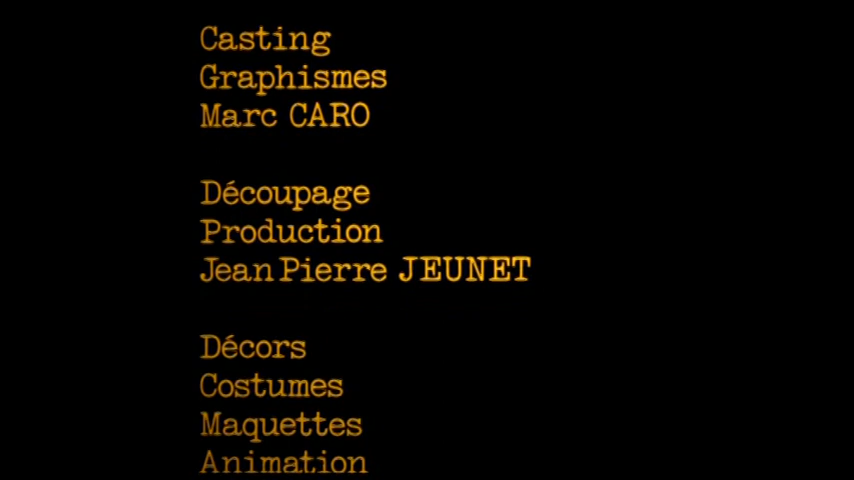 Casting
Graphismes
Marc CARO
Découpage
Production
Jean Pierre JEUNET
Décors
Costumes
Maquettes
Animation